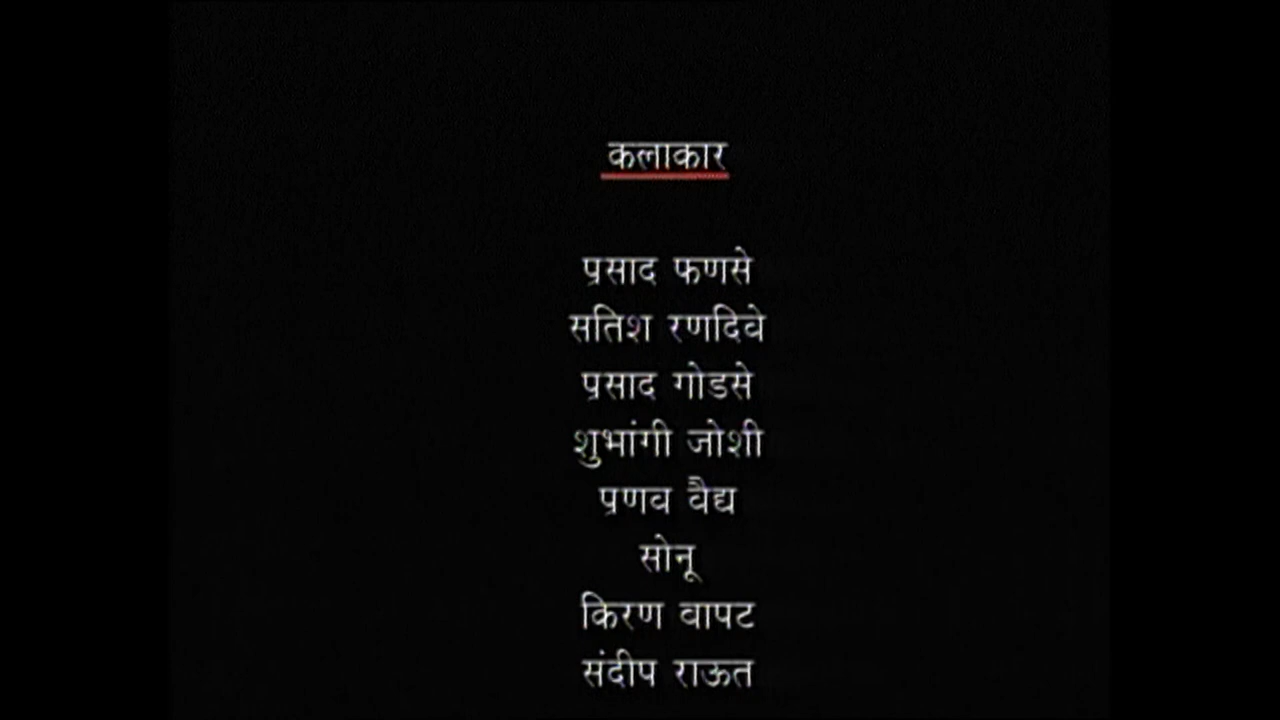 कलाकार
प्रसाद फणसे
सतिश रणदिवे
प्रसाद गोडसे
शुभांगी जोशी
प्रणव वैद्य
सोनू
किरण वापट
संदीप राऊत